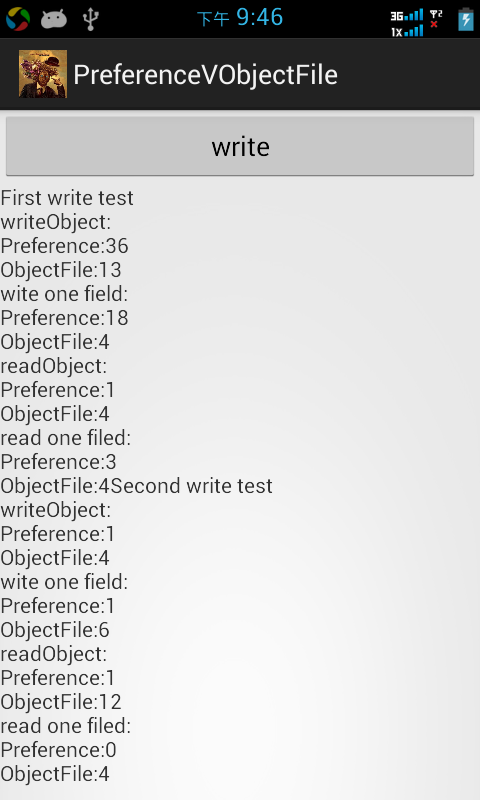 下午 9:46
3G
1X
PreferenceVObjectFile
write
First write test
writeObject:
Preference:36
ObjectFile:13
wite one field:
Preference:18
ObjectFile:4
readObject:
Preference:1
ObjectFile:4
read one filed:
Preference:3
ObjectFile:4Second write test
writeObject:
Preference:1
ObjectFile:4
wite one field:
Preference:1
ObjectFile:6
readObject:
Preference:1
ObjectFile:12
read one filed:
Preference:0
ObjectFile:4